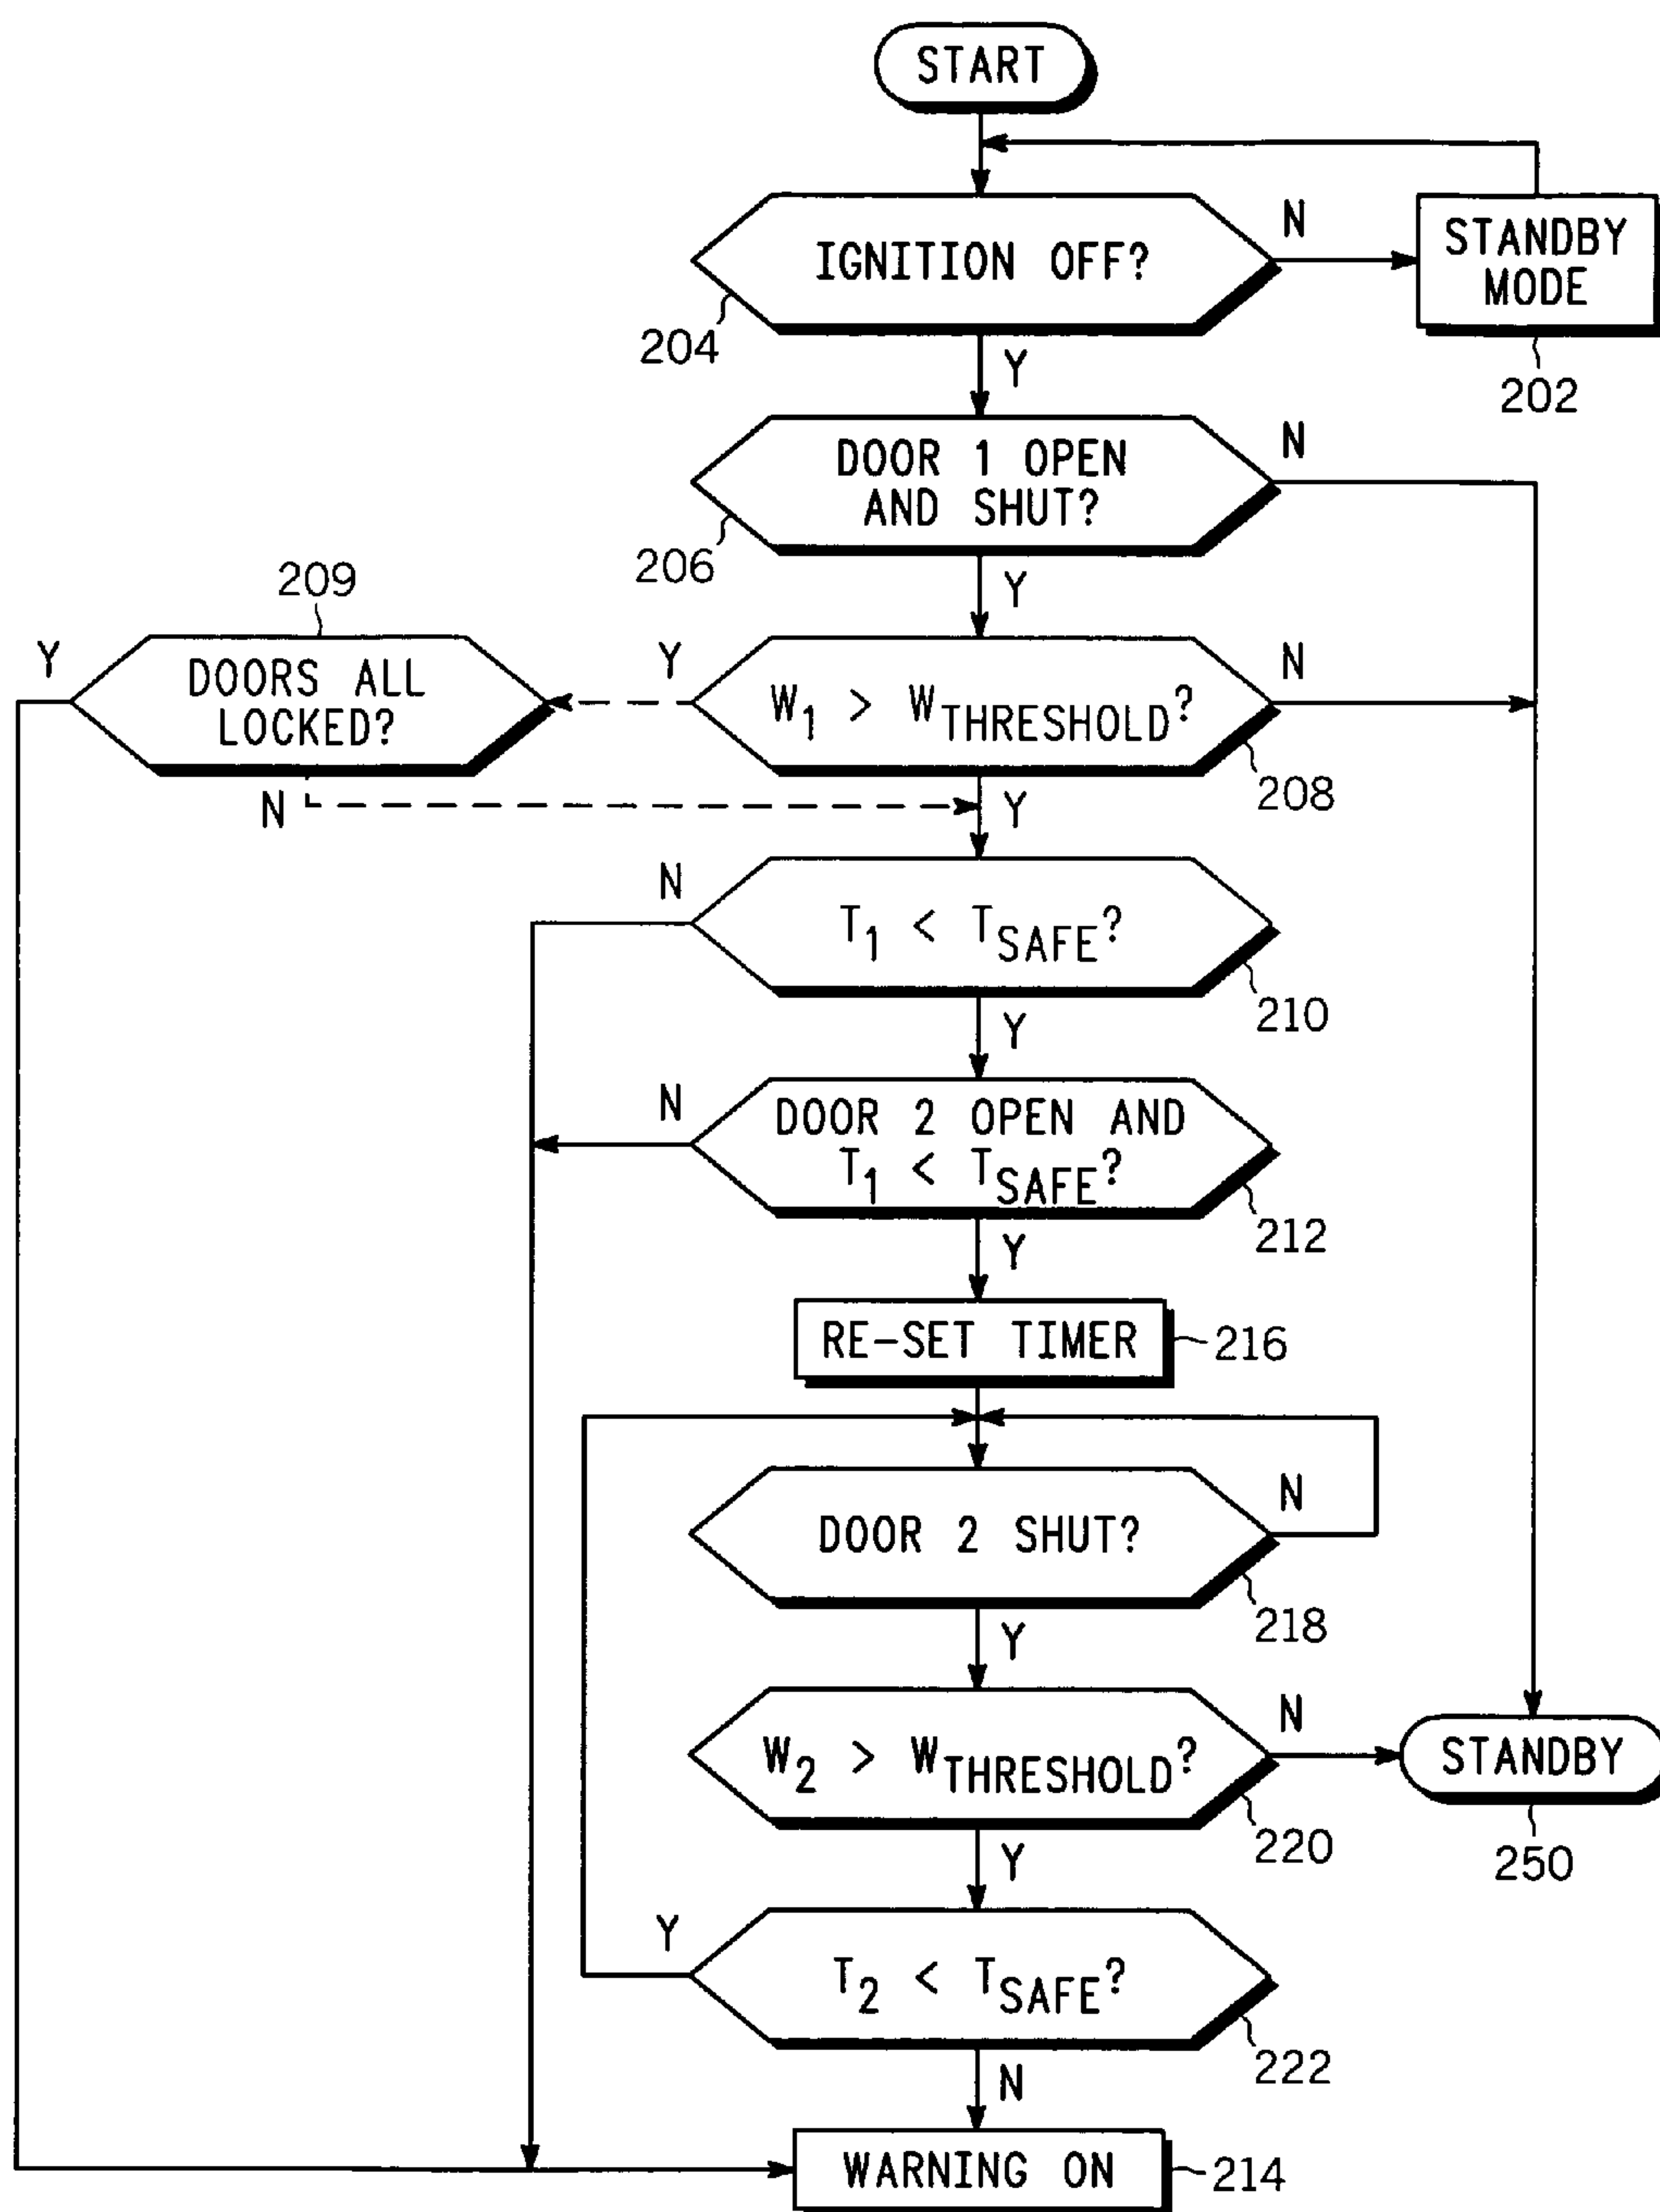 START
IGNITION OFF?
N
STANDBY
MODE
204
Y
202
DOOR 1 OPEN
AND SHUT?
N
206
Y
209
Y
DOORS ALL
LOCKED?
Y
W1 > WTHRESHOLD?
N
208
N
Y
N
T1 < TSAFE?
210
Y
N
DOOR 2 OPEN AND
T1 < TSAFE?
212
Y
RE-SET TIMER
216
DOOR 2 SHUT?
N
218
Y
W2 > WTHRESHOLD?
N
STANDBY
220
250
Y
Y
T2 < TSAFE?
222
N
WARNING ON
214